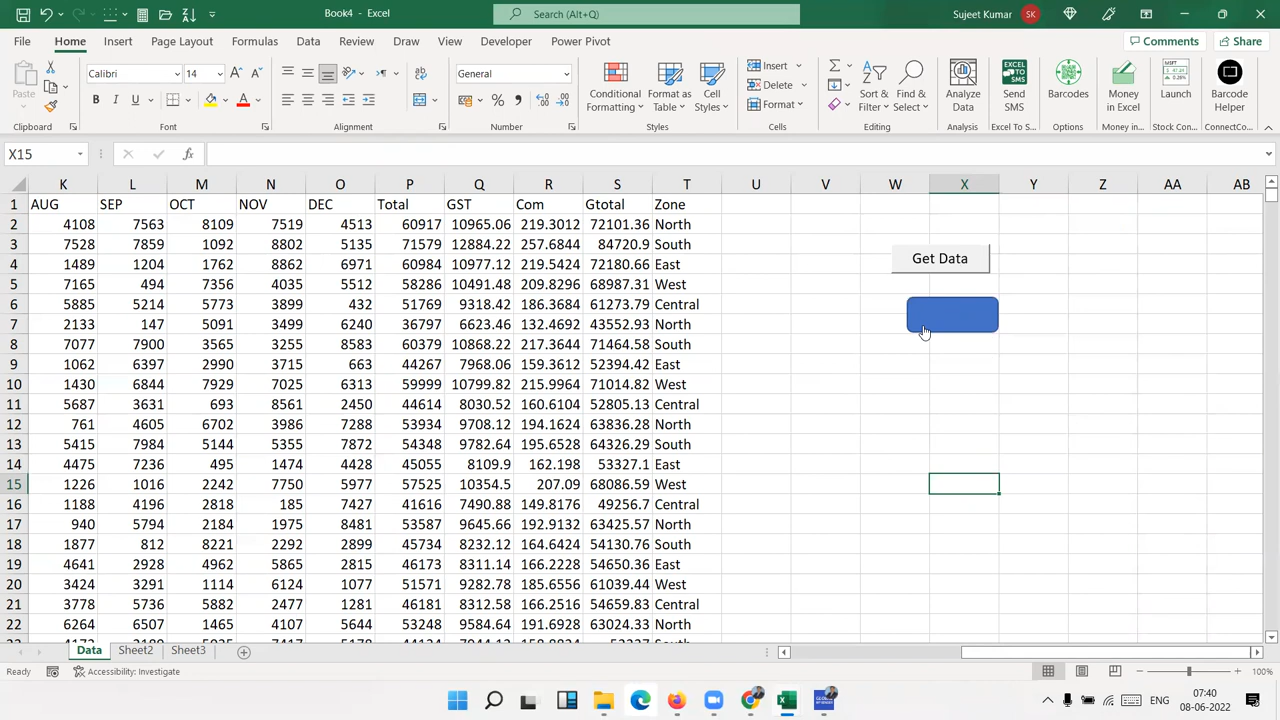 Book4 - Excel
Search (Alt+Q)
Sujeet Kumar SK
File Home Insert Page Layout Formulas Data Review View Draw Developer Power Pivot
Comments Share
Calibri 14 General
Paste
B I U A
Conditional Formatting
Format as Table
Cell Styles
Insert
Delete
Format
Sort & Filter
Find & Select
Analyze Data
Send SMS
Barcodes
Money in Excel
Launch
Barcode Helper
Clipboard Font Alignment Number Styles Cells Editing Analysis Excel To S... Options Money in... Stock Con... ConnectCo...
X15 fx
K L M N O P Q R S T U V W X Y Z AA AB
1 AUG SEP OCT NOV DEC Total GST Com Gtotal Zone
2 4108 7563 8109 7519 4513 60917 10965.06 219.3012 72101.36 North
3 7528 7859 1092 8802 5135 71579 12884.22 257.6844 84720.9 South
4 1489 1204 1762 8862 6971 60984 10977.12 219.5424 72180.66 East
5 7165 494 7356 4035 5512 58286 10491.48 209.8296 68987.31 West
6 5885 5214 5773 3899 432 51769 9318.42 186.3684 61273.79 Central
7 2133 147 5091 3499 6240 36797 6623.46 132.4692 43552.93 North
8 7077 7900 3565 3255 8583 60379 10868.22 217.3644 71464.58 South
9 1062 6397 2990 3715 663 44267 7968.06 159.3612 52394.42 East
10 1430 6844 7929 7025 6313 59999 10799.82 215.9964 71014.82 West
11 5687 3631 693 8561 2450 44614 8030.52 160.6104 52805.13 Central
12 761 4605 6702 3986 7288 53934 9708.12 194.1624 63836.28 North
13 5415 7984 5144 5355 7872 54348 9782.64 195.6528 64326.29 South
14 4475 7236 495 1474 4428 45055 8109.9 162.198 53327.1 East
15 1226 1016 2242 7750 5977 57525 10354.5 207.09 68086.59 West
16 1188 4196 2818 185 7427 41616 7490.88 149.8176 49256.7 Central
17 940 5794 2184 1975 8481 53587 9645.66 192.9132 63425.57 North
18 1877 812 8221 2292 2899 45734 8232.12 164.6424 54130.76 South
19 4641 2928 4962 5865 2815 46173 8311.14 166.2228 54650.36 East
20 3424 3291 1114 6124 1077 51571 9282.78 185.6556 61039.44 West
21 3778 5736 5882 2477 1281 46181 8312.58 166.2516 54659.83 Central
22 6264 6507 1465 4107 5644 53248 9584.64 191.6928 63024.33 North
Get Data
Data Sheet2 Sheet3
Ready Accessibility: Investigate 100%
ENG 07:40
08-06-2022